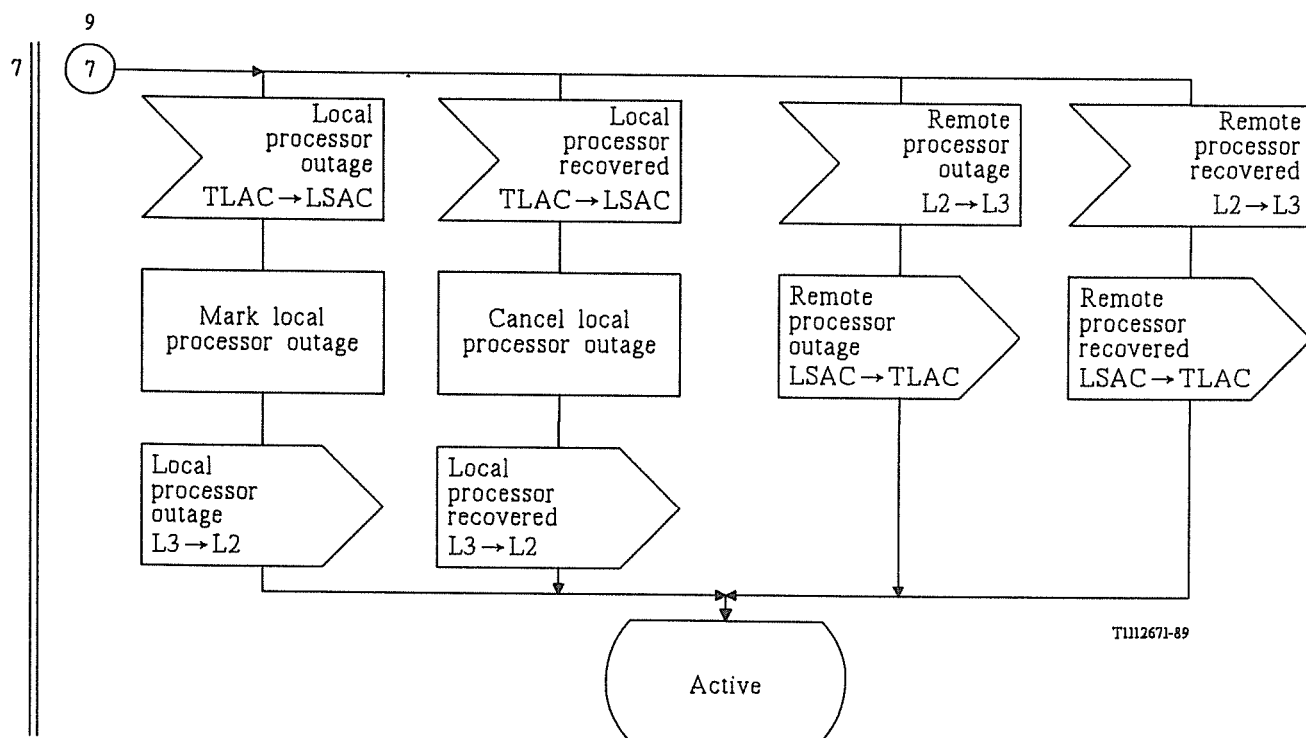 9
7
7
Local
processor
outage
TLAC → LSAC
Local
processor
recovered
TLAC → LSAC
Remote
processor
outage
L2 → L3
Remote
processor
recovered
L2 → L3
Mark local
processor outage
Cancel local
processor outage
Remote
processor
outage
LSAC → TLAC
Remote
processor
recovered
LSAC → TLAC
Local
processor
outage
L3 → L2
Local
processor
recovered
L3 → L2
T1112671-89
Active